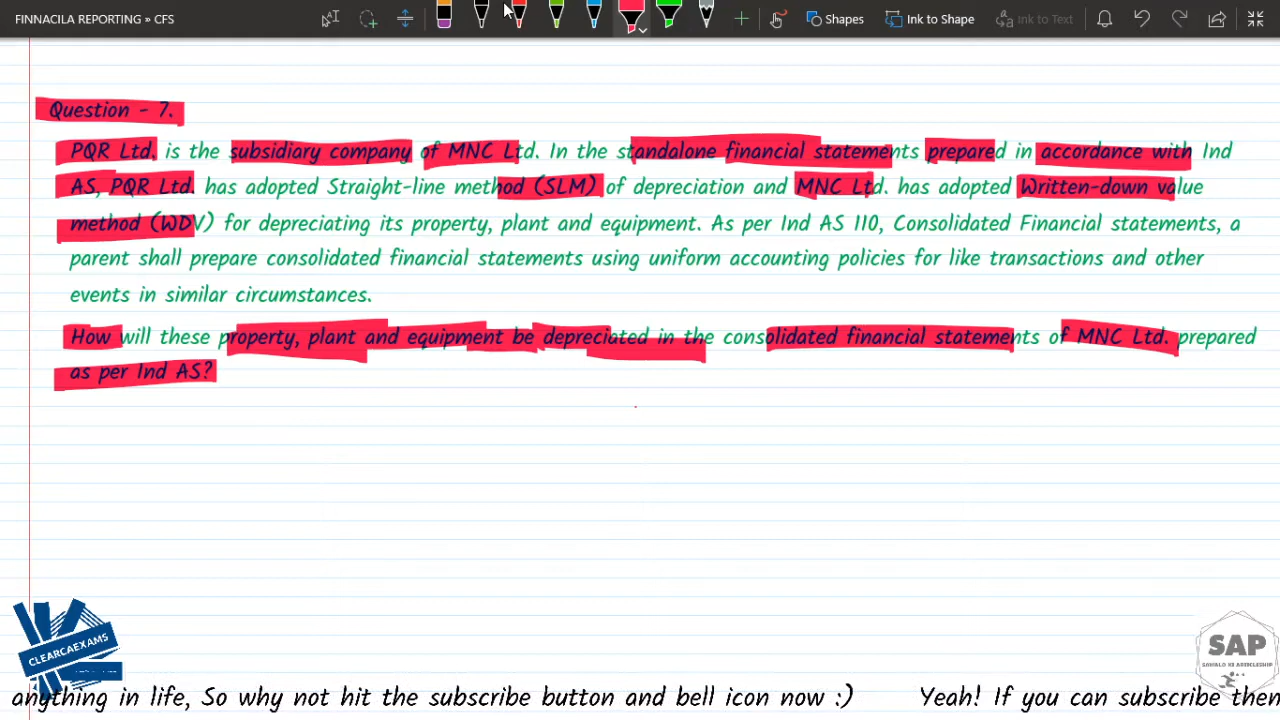 FINNACILA REPORTING » CFS
Shapes
Ink to Shape
Ink to Text
Question - 7.
PQR Ltd. is the subsidiary company of MNC Ltd. In the standalone financial statements prepared in accordance with Ind
AS, PQR Ltd. has adopted Straight-line method (SLM) of depreciation and MNC Ltd. has adopted Written-down value
method (WDV) for depreciating its property, plant and equipment. As per Ind AS 110, Consolidated Financial statements, a
parent shall prepare consolidated financial statements using uniform accounting policies for like transactions and other
events in similar circumstances.
How will these property, plant and equipment be depreciated in the consolidated financial statements of MNC Ltd. prepared
as per Ind AS?
CLEARCAEXAMS
SAP
SAWALO KE ARTICLESHIP
anything in life, So why not hit the subscribe button and bell icon now :) Yeah! If you can subscribe then